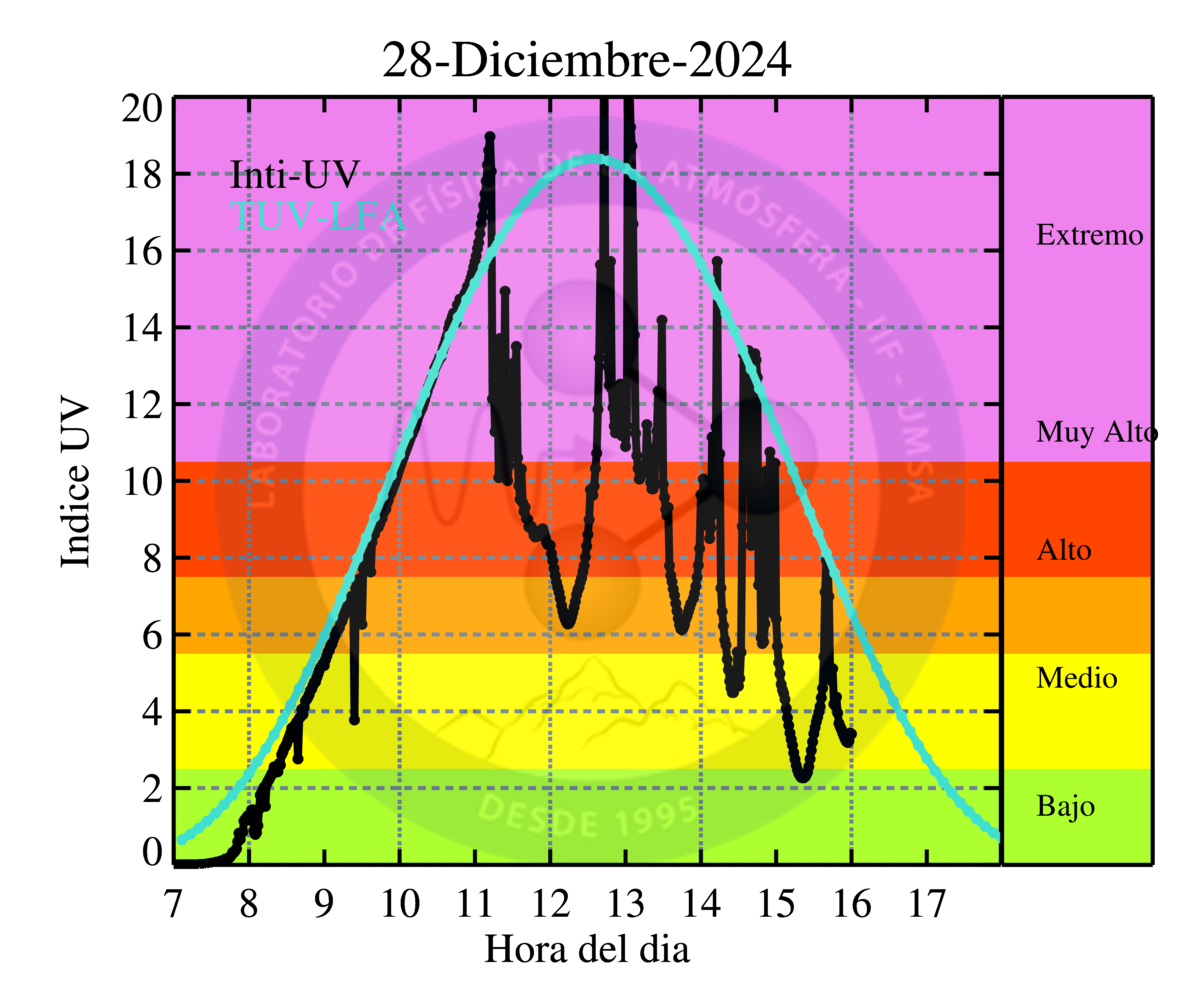 28-Diciembre-2024
Indice UV
20
18
16
14
12
10
8
6
4
2
0
Inti-UV
TUV-LFA
LABORATORIO DE FÍSICA DE LA ATMÓSFERA - IIF - UMSA
DESDE 1995
Extremo
Muy Alto
Alto
Medio
Bajo
7 8 9 10 11 12 13 14 15 16 17
Hora del dia